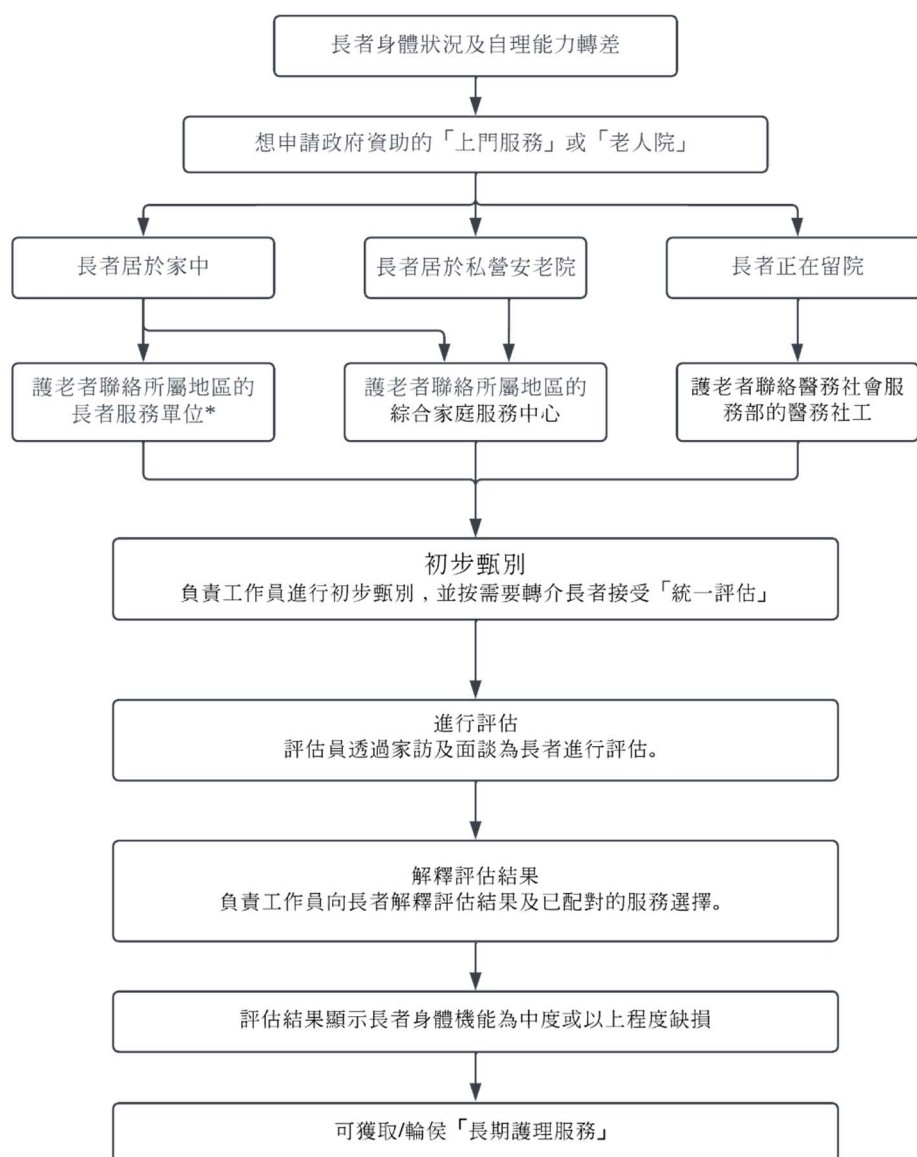 長者身體狀況及自理能力轉差
想申請政府資助的「上門服務」或「老人院」
長者居於家中
長者居於私營安老院
長者正在留院
護老者聯絡所屬地區的
長者服務單位*
護老者聯絡所屬地區的
綜合家庭服務中心
護老者聯絡醫務社會服
務部的醫務社工
初步甄別
負責工作員進行初步甄別，並按需要轉介長者接受「統一評估」
進行評估
評估員透過家訪及面談為長者進行評估。
解釋評估結果
負責工作員向長者解釋評估結果及已配對的服務選擇。
評估結果顯示長者身體機能為中度或以上程度缺損
可獲取/輪侯「長期護理服務」